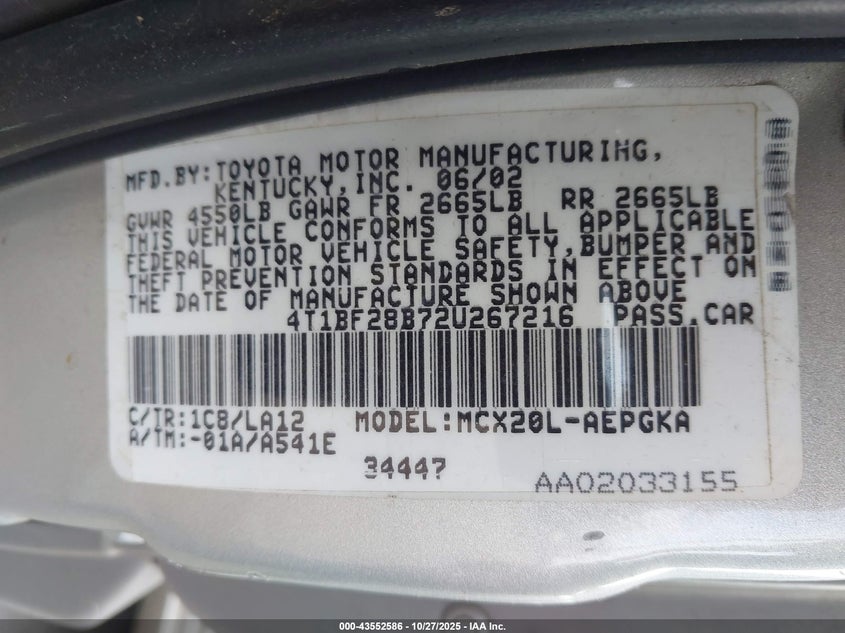 MFD.BY:TOYOTA MOTOR MANUFACTURING,
KENTUCKY,INC. 06/02
GVWR 4550LB GAWR FR 2665LB RR 2665LB
THIS VEHICLE CONFORMS TO ALL APPLICABLE
FEDERAL MOTOR VEHICLE SAFETY,BUMPER AND
THEFT PREVENTION STANDARDS IN EFFECT ON
THE DATE OF MANUFACTURE SHOWN ABOVE
4T1BF28B72U267216 PASS.CAR
C/TR:1C8/LA12 MODEL:MCX20L-AEPGKA
A/TM:-01A/A541E
34447
AA02033155
000-43552586 | 10/27/2025 - IAA Inc.